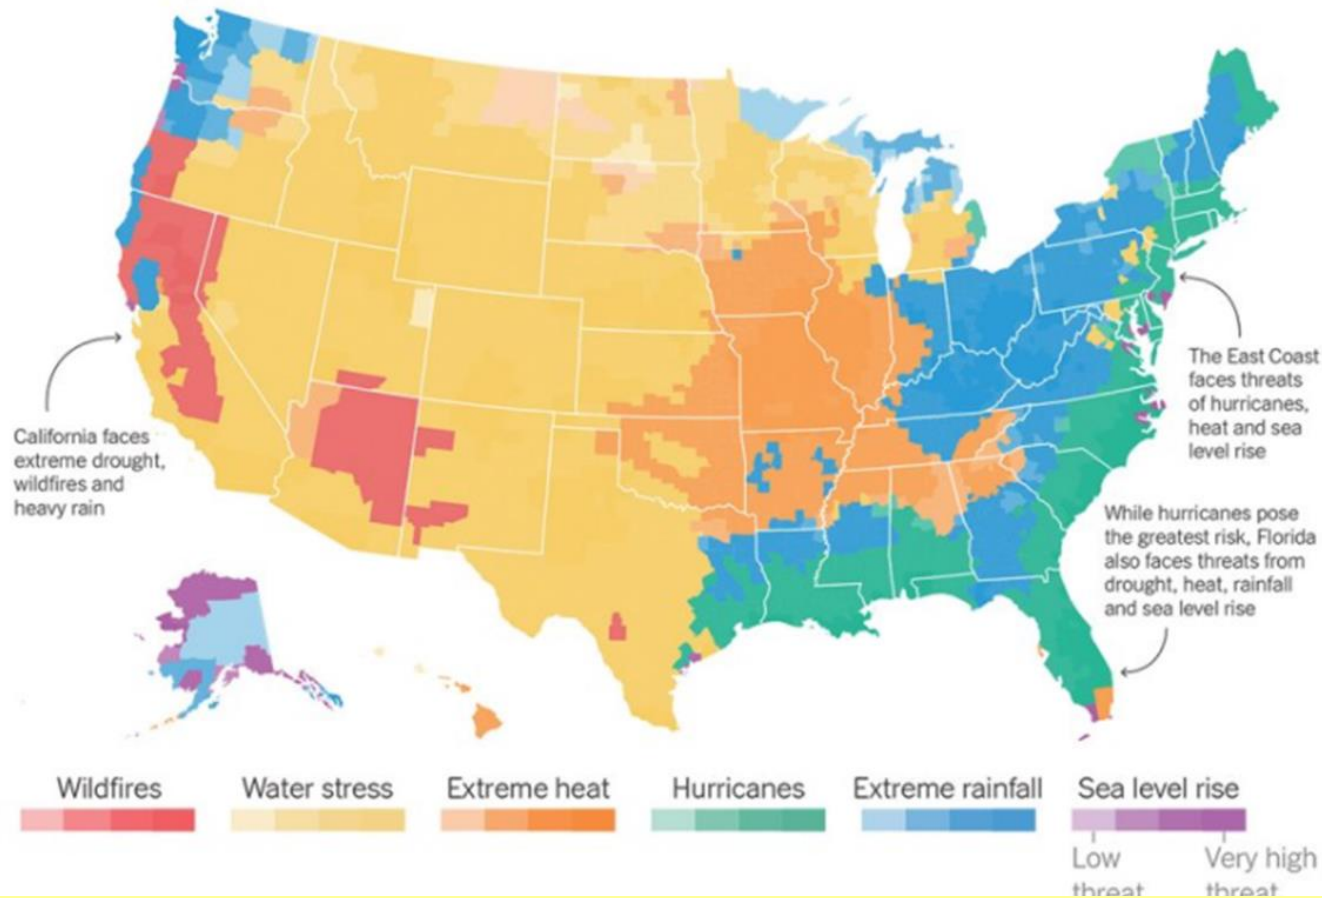 The East Coast
faces threats
of hurricanes,
heat and sea
level rise
California faces
extreme drought,
wildfires and
heavy rain
While hurricanes pose
the greatest risk, Florida
also faces threats from
drought, heat, rainfall
and sea level rise
Wildfires
Water stress
Extreme heat
Hurricanes
Extreme rainfall
Sea level rise
Low
threat
Very high
threat